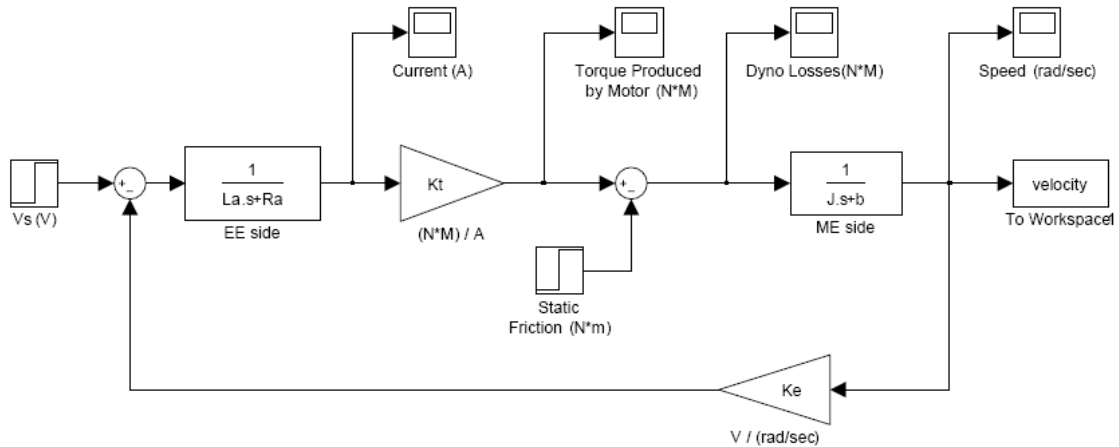 Current (A)
Torque Produced
by Motor (N*M)
Dyno Losses(N*M)
Speed (rad/sec)
Vs (V)
+
-
1
La.s+Ra
EE side
Kt
(N*M) / A
+
-
Static
Friction (N*m)
1
J.s+b
ME side
velocity
To Workspace1
Ke
V / (rad/sec)